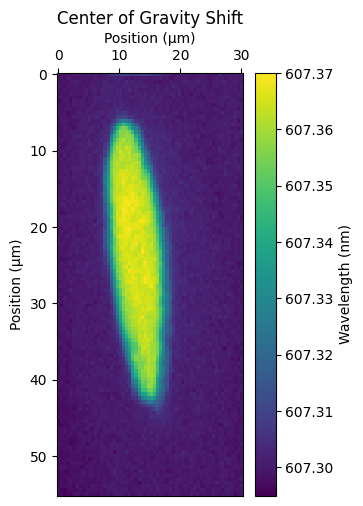 Center of Gravity Shift
Position (µm)
0 10 20 30
0
10
20
30
40
50
Position (µm)
607.37
607.36
607.35
607.34
607.33
607.32
607.31
607.30
Wavelength (nm)